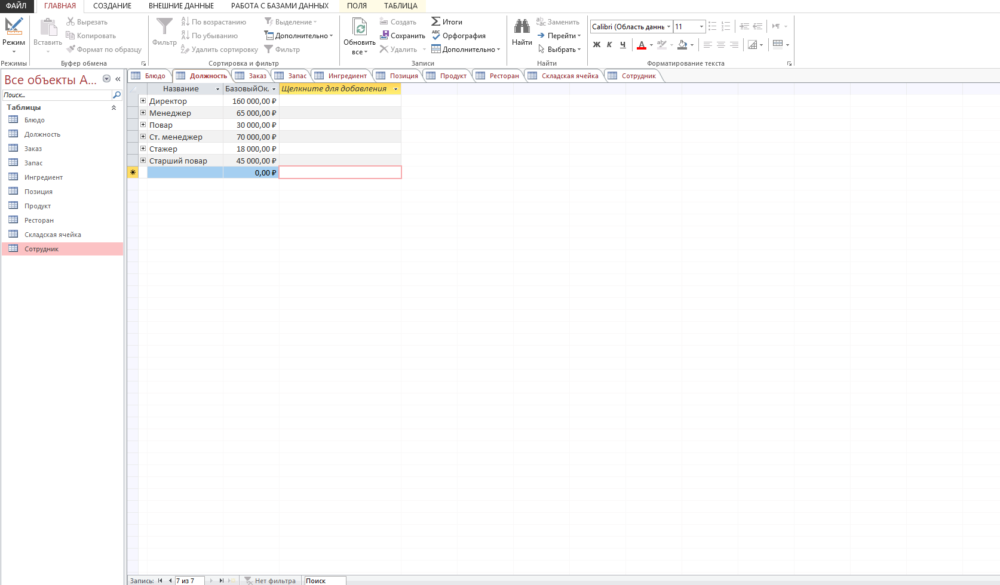 ФАЙЛ ГЛАВНАЯ СОЗДАНИЕ ВНЕШНИЕ ДАННЫЕ РАБОТА С БАЗАМИ ДАННЫХ ПОЛЯ ТАБЛИЦА
Режим
Режимы
Вставить
Вырезать
Копировать
Формат по образцу
Буфер обмена
Фильтр
По возрастанию
По убыванию
Удалить сортировку
Выделение
Дополнительно
Фильтр
Сортировка и фильтр
Обновить
все
Создать
Сохранить
Удалить
Итоги
Орфография
Дополнительно
Записи
Найти
Заменить
Перейти
Выбрать
Найти
Calibri (Область данн 11
Ж К Ч
Форматирование текста
Все объекты A...
Поиск...
Таблицы
Блюдо
Должность
Заказ
Запас
Ингредиент
Позиция
Продукт
Ресторан
Складская ячейка
Сотрудник
Блюдо Должность Заказ Запас Ингредиент Позиция Продукт Ресторан Складская ячейка Сотрудник
Название БазовыйОк. Щелкните для добавления
Директор 160 000,00 ₽
Менеджер 65 000,00 ₽
Повар 30 000,00 ₽
Ст. менеджер 70 000,00 ₽
Стажер 18 000,00 ₽
Старший повар 45 000,00 ₽
0,00 ₽
Запись: 7 из 7 Нет фильтра Поиск